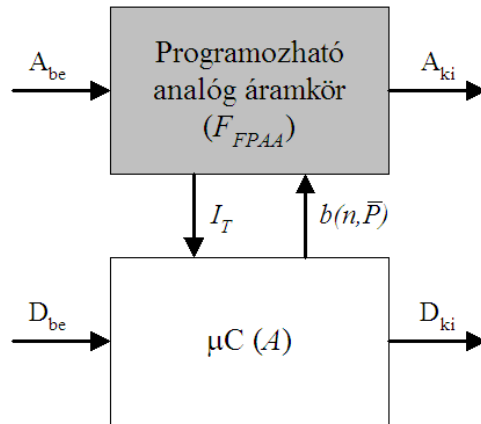 A_be
Programozható
analóg áramkör
(F_FPAA)
A_ki
I_T
b(n,P̅)
D_be
μC (A)
D_ki